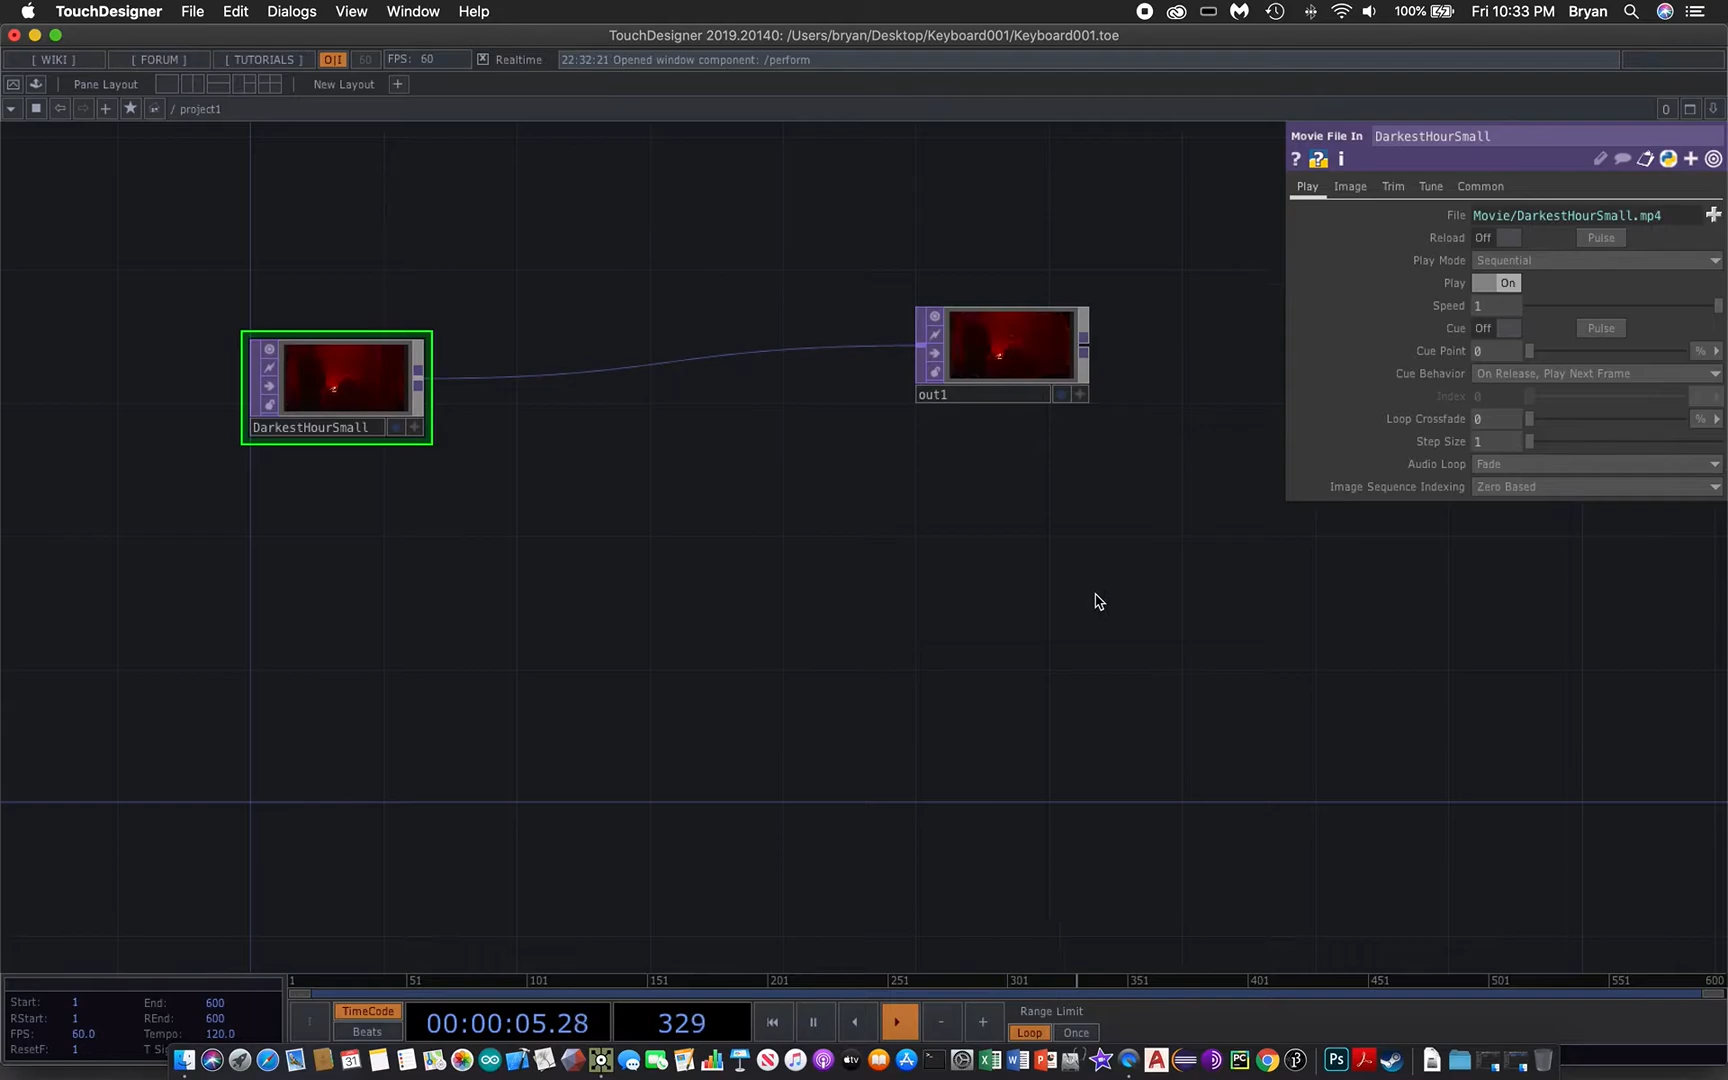 TouchDesigner File Edit Dialogs View Window Help 100% Fri 10:33 PM Bryan
TouchDesigner 2019.20140: /Users/bryan/Desktop/Keyboard001/Keyboard001.toe
[ WIKI ] [ FORUM ] [ TUTORIALS ] O|I 60 FPS: 60 Realtime 22:32:21 Opened window component: /perform
Pane Layout New Layout +
/ project1
Movie File In DarkestHourSmall
Play Image Trim Tune Common
File Movie/DarkestHourSmall.mp4
Reload Off Pulse
Play Mode Sequential
Play On
Speed 1
Cue Off Pulse
Cue Point 0 %
Cue Behavior On Release, Play Next Frame
Index 0
Loop Crossfade 0 %
Step Size 1
Audio Loop Fade
Image Sequence Indexing Zero Based
out1
DarkestHourSmall
1 51 101 151 201 251 301 351 401 451 501 551 600
Start: 1 End: 600
RStart: 1 REnd: 600
FPS: 60.0 Tempo: 120.0
ResetF: 1 T Sig
TimeCode
Beats
00:00:05.28
329
Range Limit
Loop Once